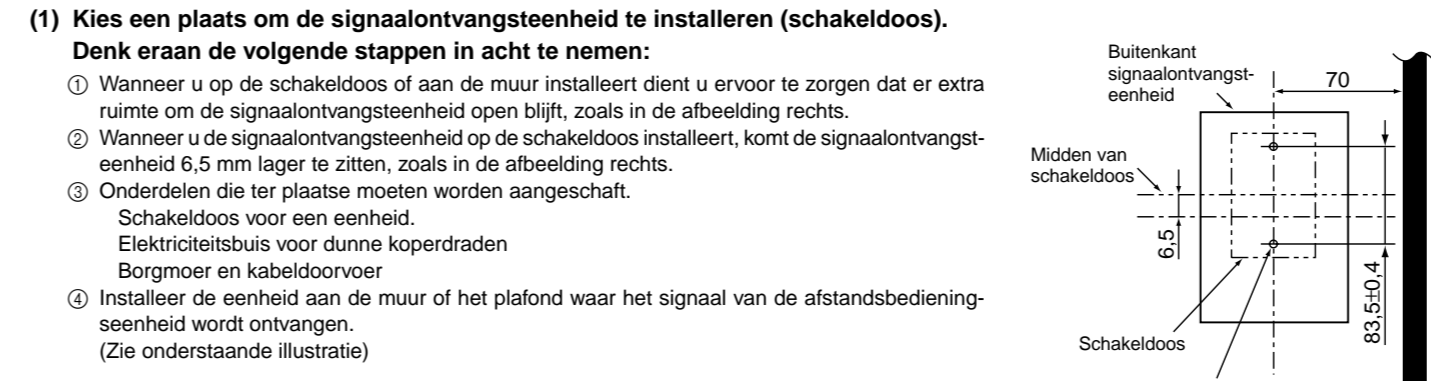 (1) Kies een plaats om de signaalontvangsteenheid te installeren (schakeldoos).
Denk eraan de volgende stappen in acht te nemen:
① Wanneer u op de schakeldoos of aan de muur installeert dient u ervoor te zorgen dat er extra
ruimte om de signaalontvangsteenheid open blijft, zoals in de afbeelding rechts.
② Wanneer u de signaalontvangsteenheid op de schakeldoos installeert, komt de signaalontvangst-
eenheid 6,5 mm lager te zitten, zoals in de afbeelding rechts.
③ Onderdelen die ter plaatse moeten worden aangeschaft.
Schakeldoos voor een eenheid.
Elektriciteitsbuis voor dunne koperdraden
Borgmoer en kabeldoorvoer
④ Installeer de eenheid aan de muur of het plafond waar het signaal van de afstandsbediening-
seenheid wordt ontvangen.
(Zie onderstaande illustratie)
Buitenkant
signaalontvangst-
eenheid
70
Midden van
schakeldoos
6,5
83,5±0,4
Schakeldoos